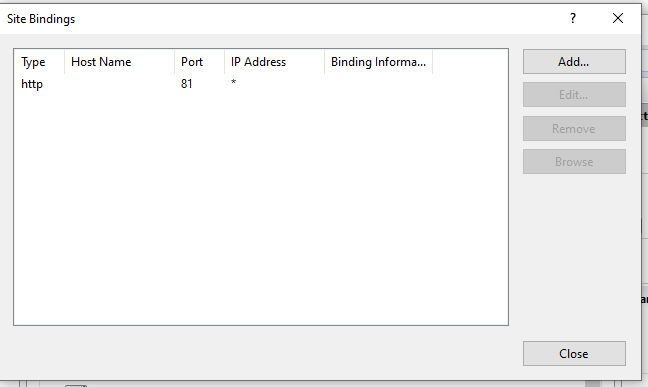 Site Bindings
?
Type Host Name Port IP Address Binding Informa...
http 81 *
Add...
Edit...
Remove
Browse
Close